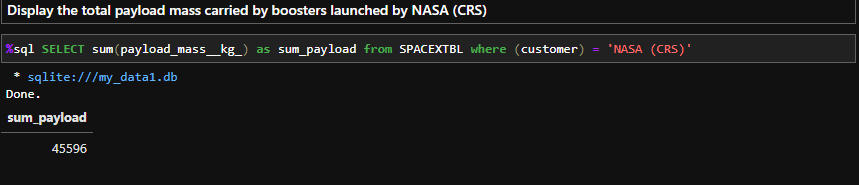 Display the total payload mass carried by boosters launched by NASA (CRS)
%sql SELECT sum(payload_mass__kg_) as sum_payload from SPACEXTBL where (customer) = 'NASA (CRS)'
* sqlite:///my_data1.db
Done.
sum_payload
45596